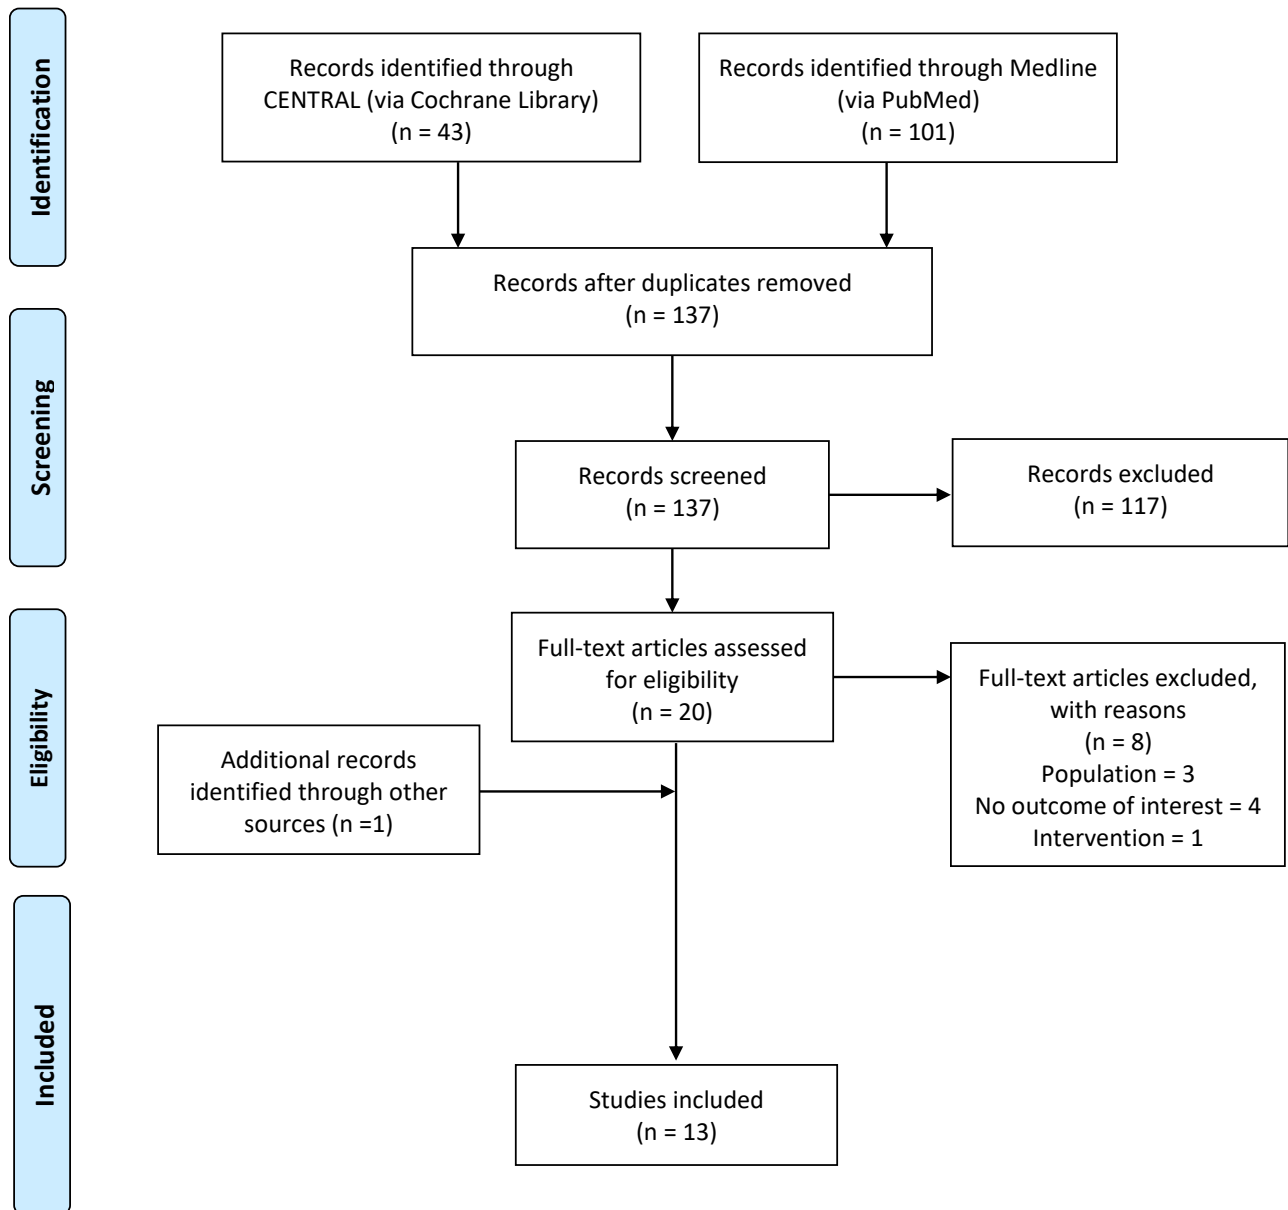 Identification
Records identified through
CENTRAL (via Cochrane Library)
(n = 43)
Records identified through Medline
(via PubMed)
(n = 101)
Records after duplicates removed
(n = 137)
Screening
Records screened
(n = 137)
Records excluded
(n = 117)
Eligibility
Full-text articles assessed
for eligibility
(n = 20)
Full-text articles excluded,
with reasons
(n = 8)
Population = 3
No outcome of interest = 4
Intervention = 1
Additional records
identified through other
sources (n =1)
Included
Studies included
(n = 13)